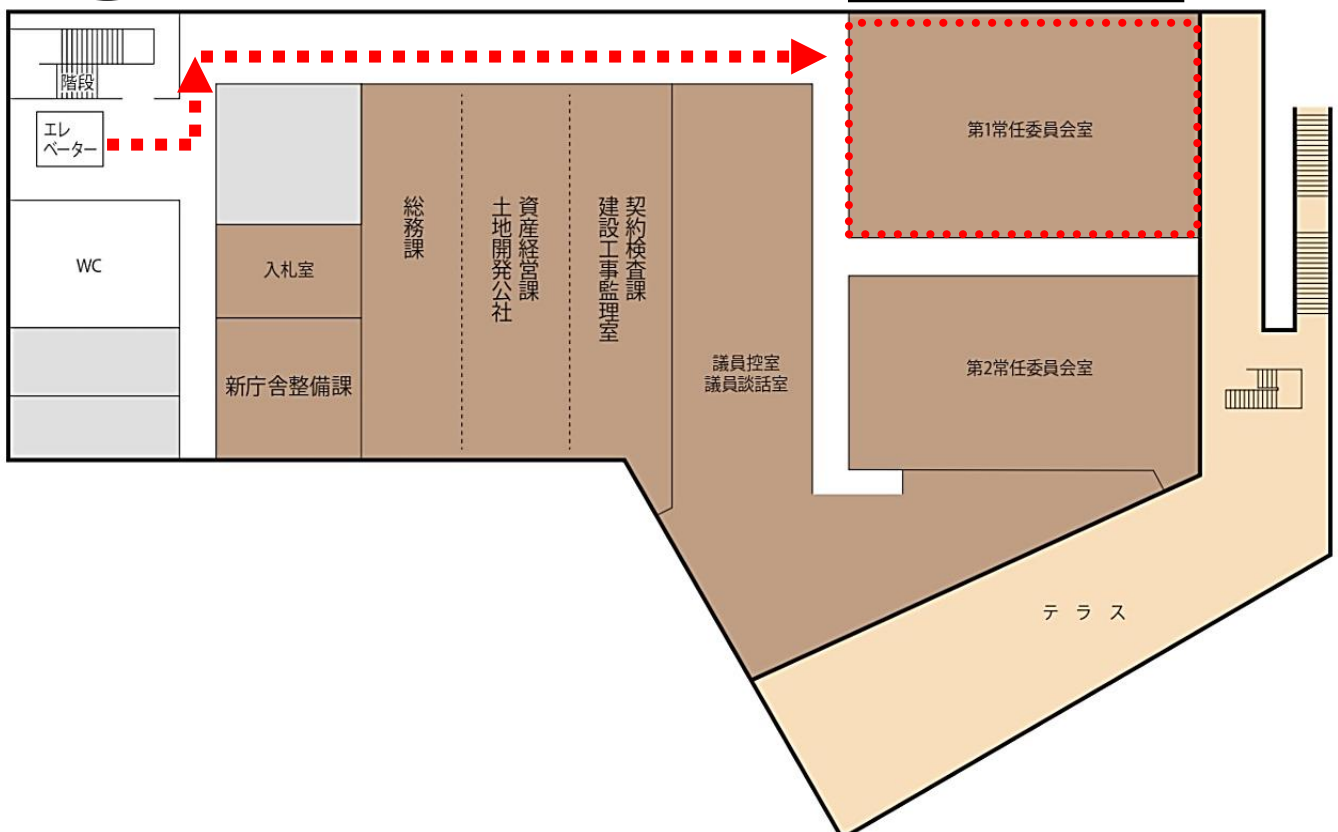 階段
エレ
ベーター
WC
入札室
新庁舎整備課
総務課
資産経営課
土地開発公社
契約検査課
建設工事監理室
議員控室
議員談話室
第1常任委員会室
第2常任委員会室
テラス